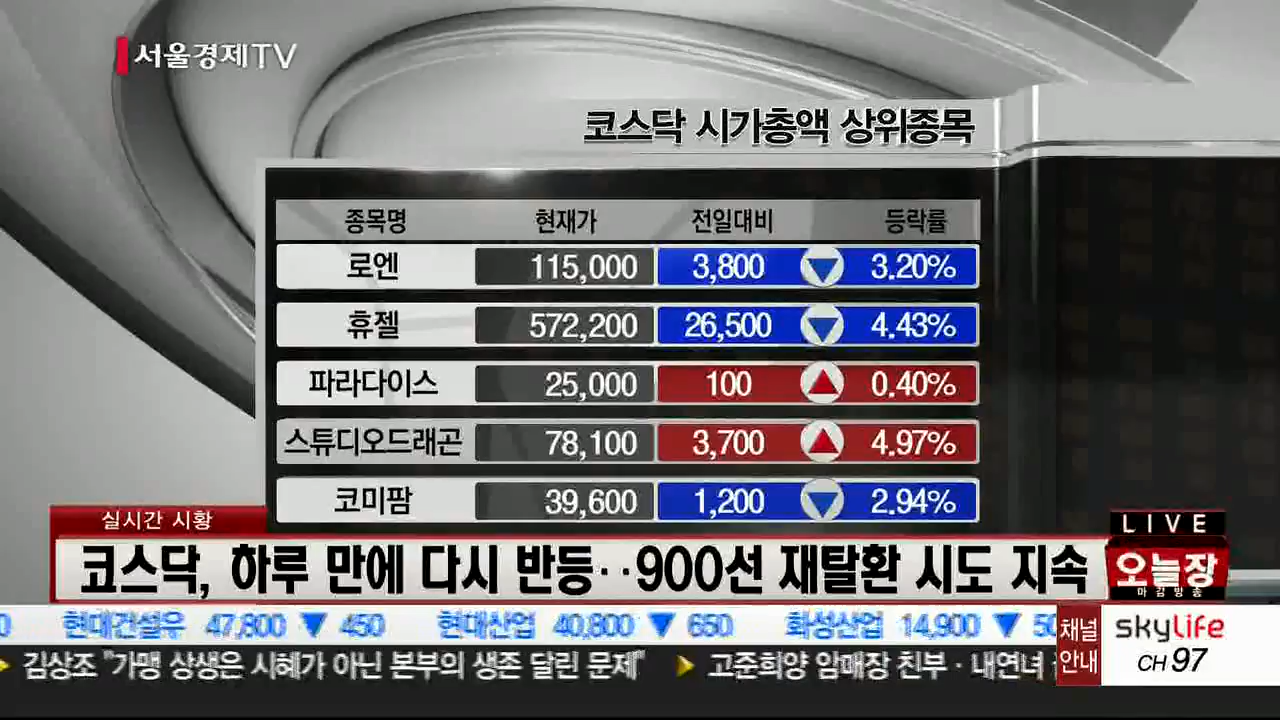 서울경제TV
코스닥 시가총액 상위종목
종목명 현재가 전일대비 등락률
로엔 115,000 3,800 ▼ 3.20%
휴젤 572,200 26,500 ▼ 4.43%
파라다이스 25,000 100 ▲ 0.40%
스튜디오드래곤 78,100 3,700 ▲ 4.97%
코미팜 39,600 1,200 ▼ 2.94%
실시간 시황
코스닥, 하루 만에 다시 반등··900선 재탈환 시도 지속
LIVE
오늘장
마감방송
0 현대건설우 47,800 ▼ 450 현대산업 40,800 ▼ 650 화성산업 14,900 ▼
김상조 "가맹 상생은 시혜가 아닌 본부의 생존 달린 문제" 고준희양 암매장 친부·내연녀
채널
안내
skylife
CH 97